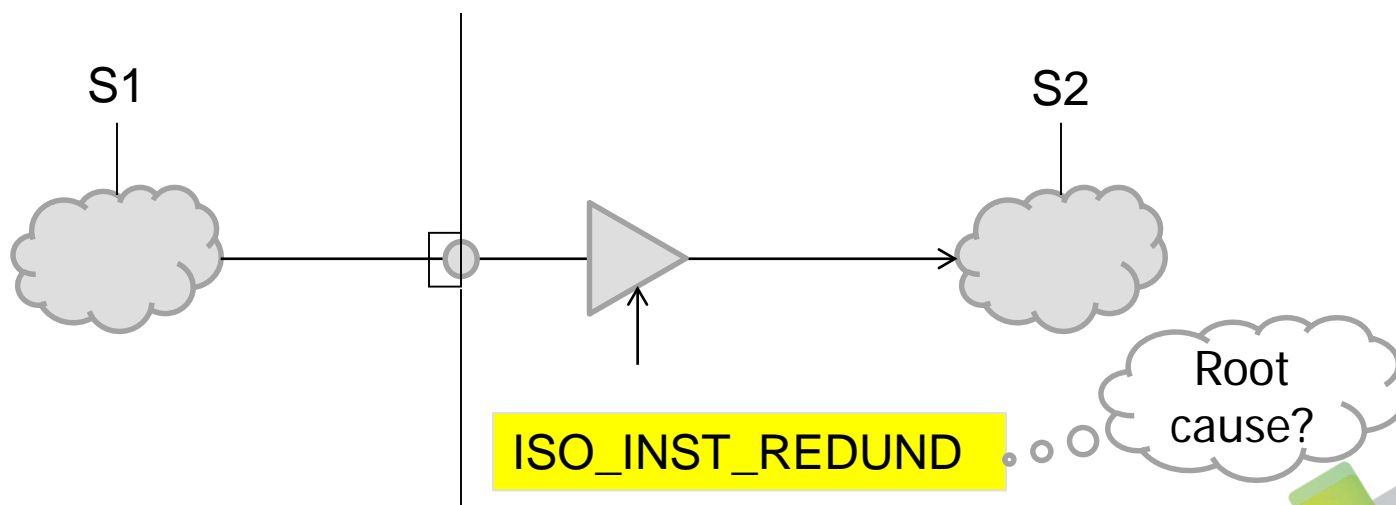 S1
S2
Root
cause?
ISO_INST_REDUND